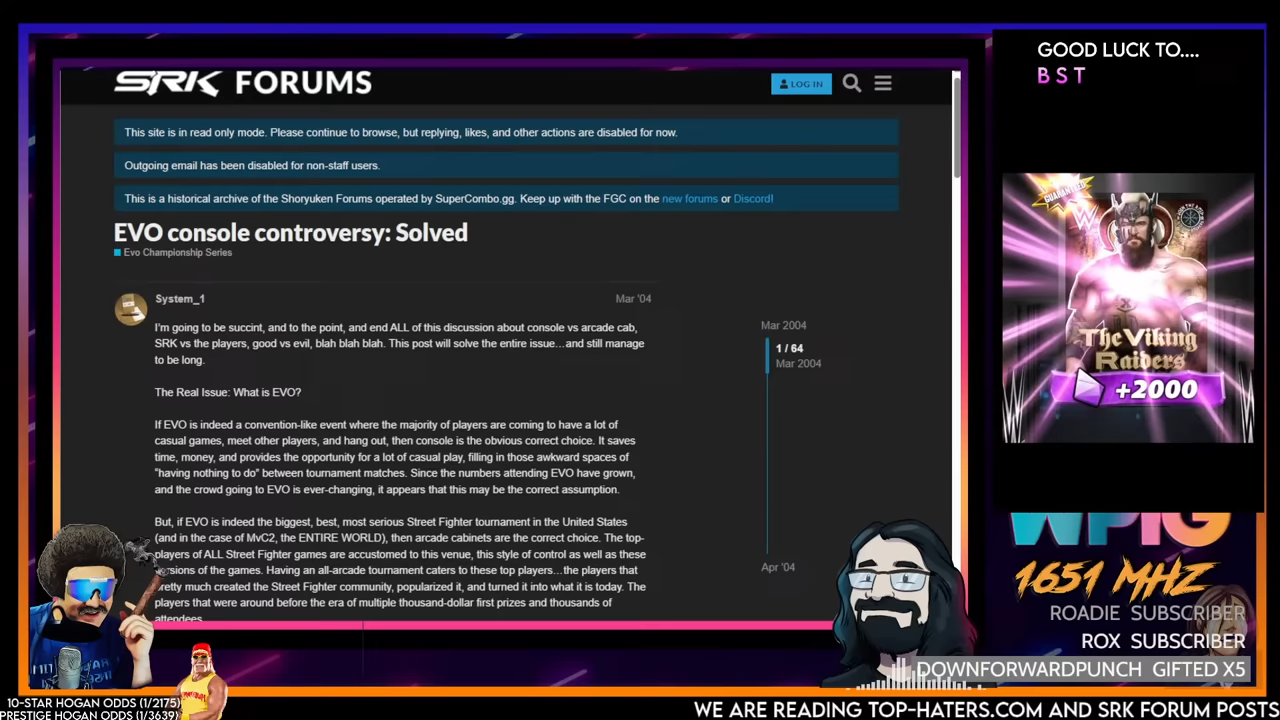 SRK FORUMS
LOG IN
This site is in read only mode. Please continue to browse, but replying, likes, and other actions are disabled for now.
Outgoing email has been disabled for non-staff users.
This is a historical archive of the Shoryuken Forums operated by SuperCombo.gg. Keep up with the FGC on the new forums or Discord!
EVO console controversy: Solved
Evo Championship Series
System_1
Mar '04
I'm going to be succint, and to the point, and end ALL of this discussion about console vs arcade cab,
SRK vs the players, good vs evil, blah blah blah. This post will solve the entire issue…and still manage
to be long.
The Real Issue: What is EVO?
If EVO is indeed a convention-like event where the majority of players are coming to have a lot of
casual games, meet other players, and hang out, then console is the obvious correct choice. It saves
time, money, and provides the opportunity for a lot of casual play, filling in those awkward spaces of
"having nothing to do" between tournament matches. Since the numbers attending EVO have grown,
and the crowd going to EVO is ever-changing, it appears that this may be the correct assumption.
But, if EVO is indeed the biggest, best, most serious Street Fighter tournament in the United States
(and in the case of MvC2, the ENTIRE WORLD), then arcade cabinets are the correct choice. The top-
players of ALL Street Fighter games are accustomed to this venue, this style of control as well as these
versions of the games. Having an all-arcade tournament caters to these top players…the players that
pretty much created the Street Fighter community, popularized it, and turned it into what it is today. The
players that were around before the era of multiple thousand-dollar first prizes and thousands of
attendees.
Mar 2004
1 / 64
Mar 2004
Apr '04
GOOD LUCK TO....
BST
GUARANTEED
The Viking
Raiders
+2000
WPIG
1651 MHZ
ROADIE SUBSCRIBER
ROX SUBSCRIBER
DOWNFORWARDPUNCH GIFTED X5
10-STAR HOGAN ODDS (1/2175)
PRESTIGE HOGAN ODDS (1/3639)
WE ARE READING TOP-HATERS.COM AND SRK FORUM POSTS